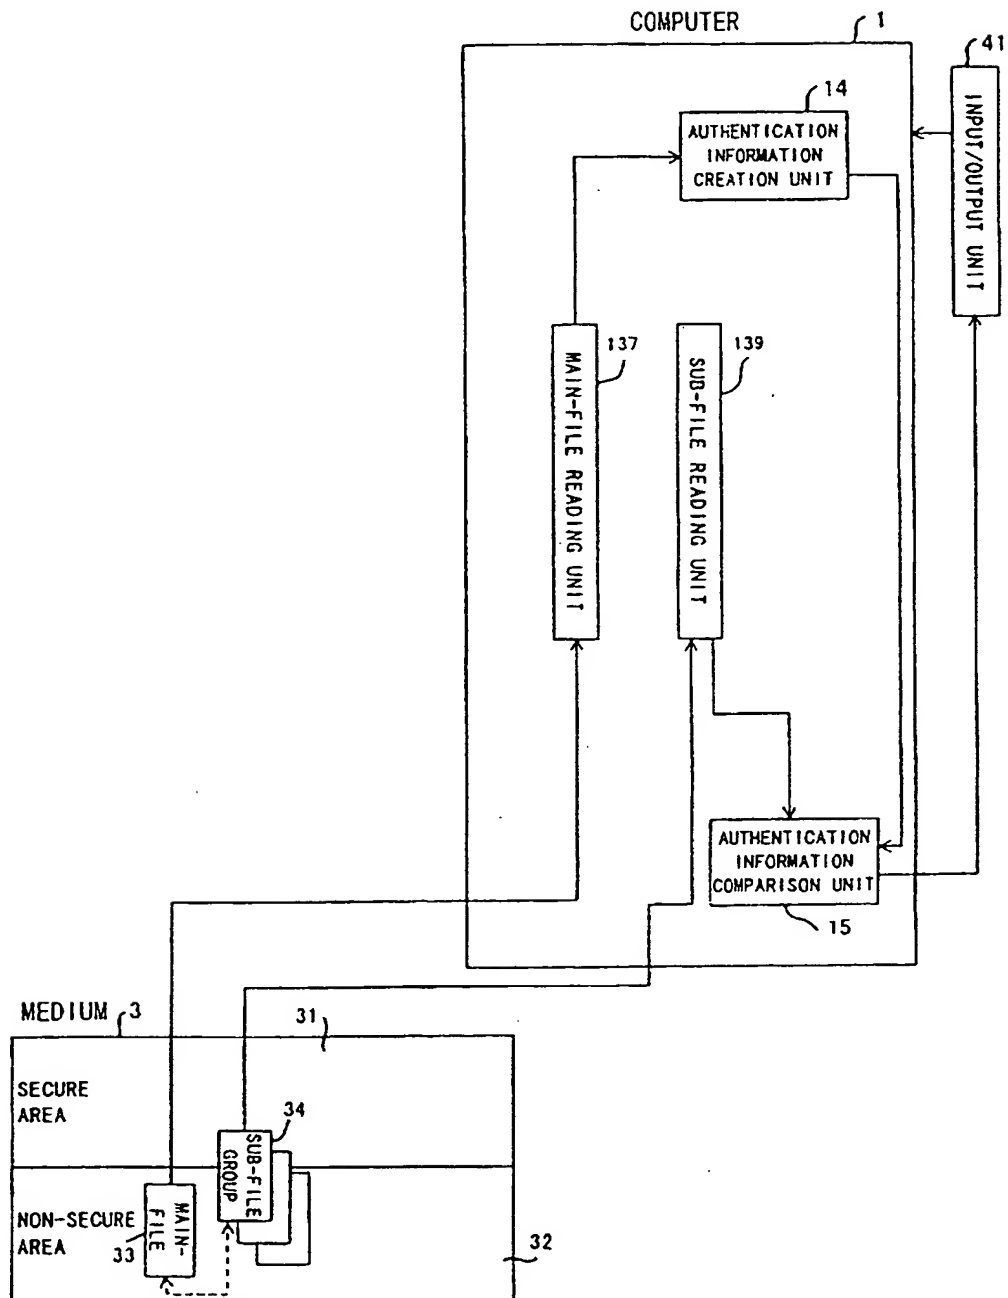 COMPUTER
1
41
14
AUTHENTICATION
INFORMATION
CREATION UNIT
INPUT/OUTPUT UNIT
137
MAIN-FILE READING UNIT
139
SUB-FILE READING UNIT
AUTHENTICATION
INFORMATION
COMPARISON UNIT
15
MEDIUM
3
31
SECURE
AREA
34
SUB-FILE
GROUP
NON-SECURE
AREA
33
MAIN-
FILE
32